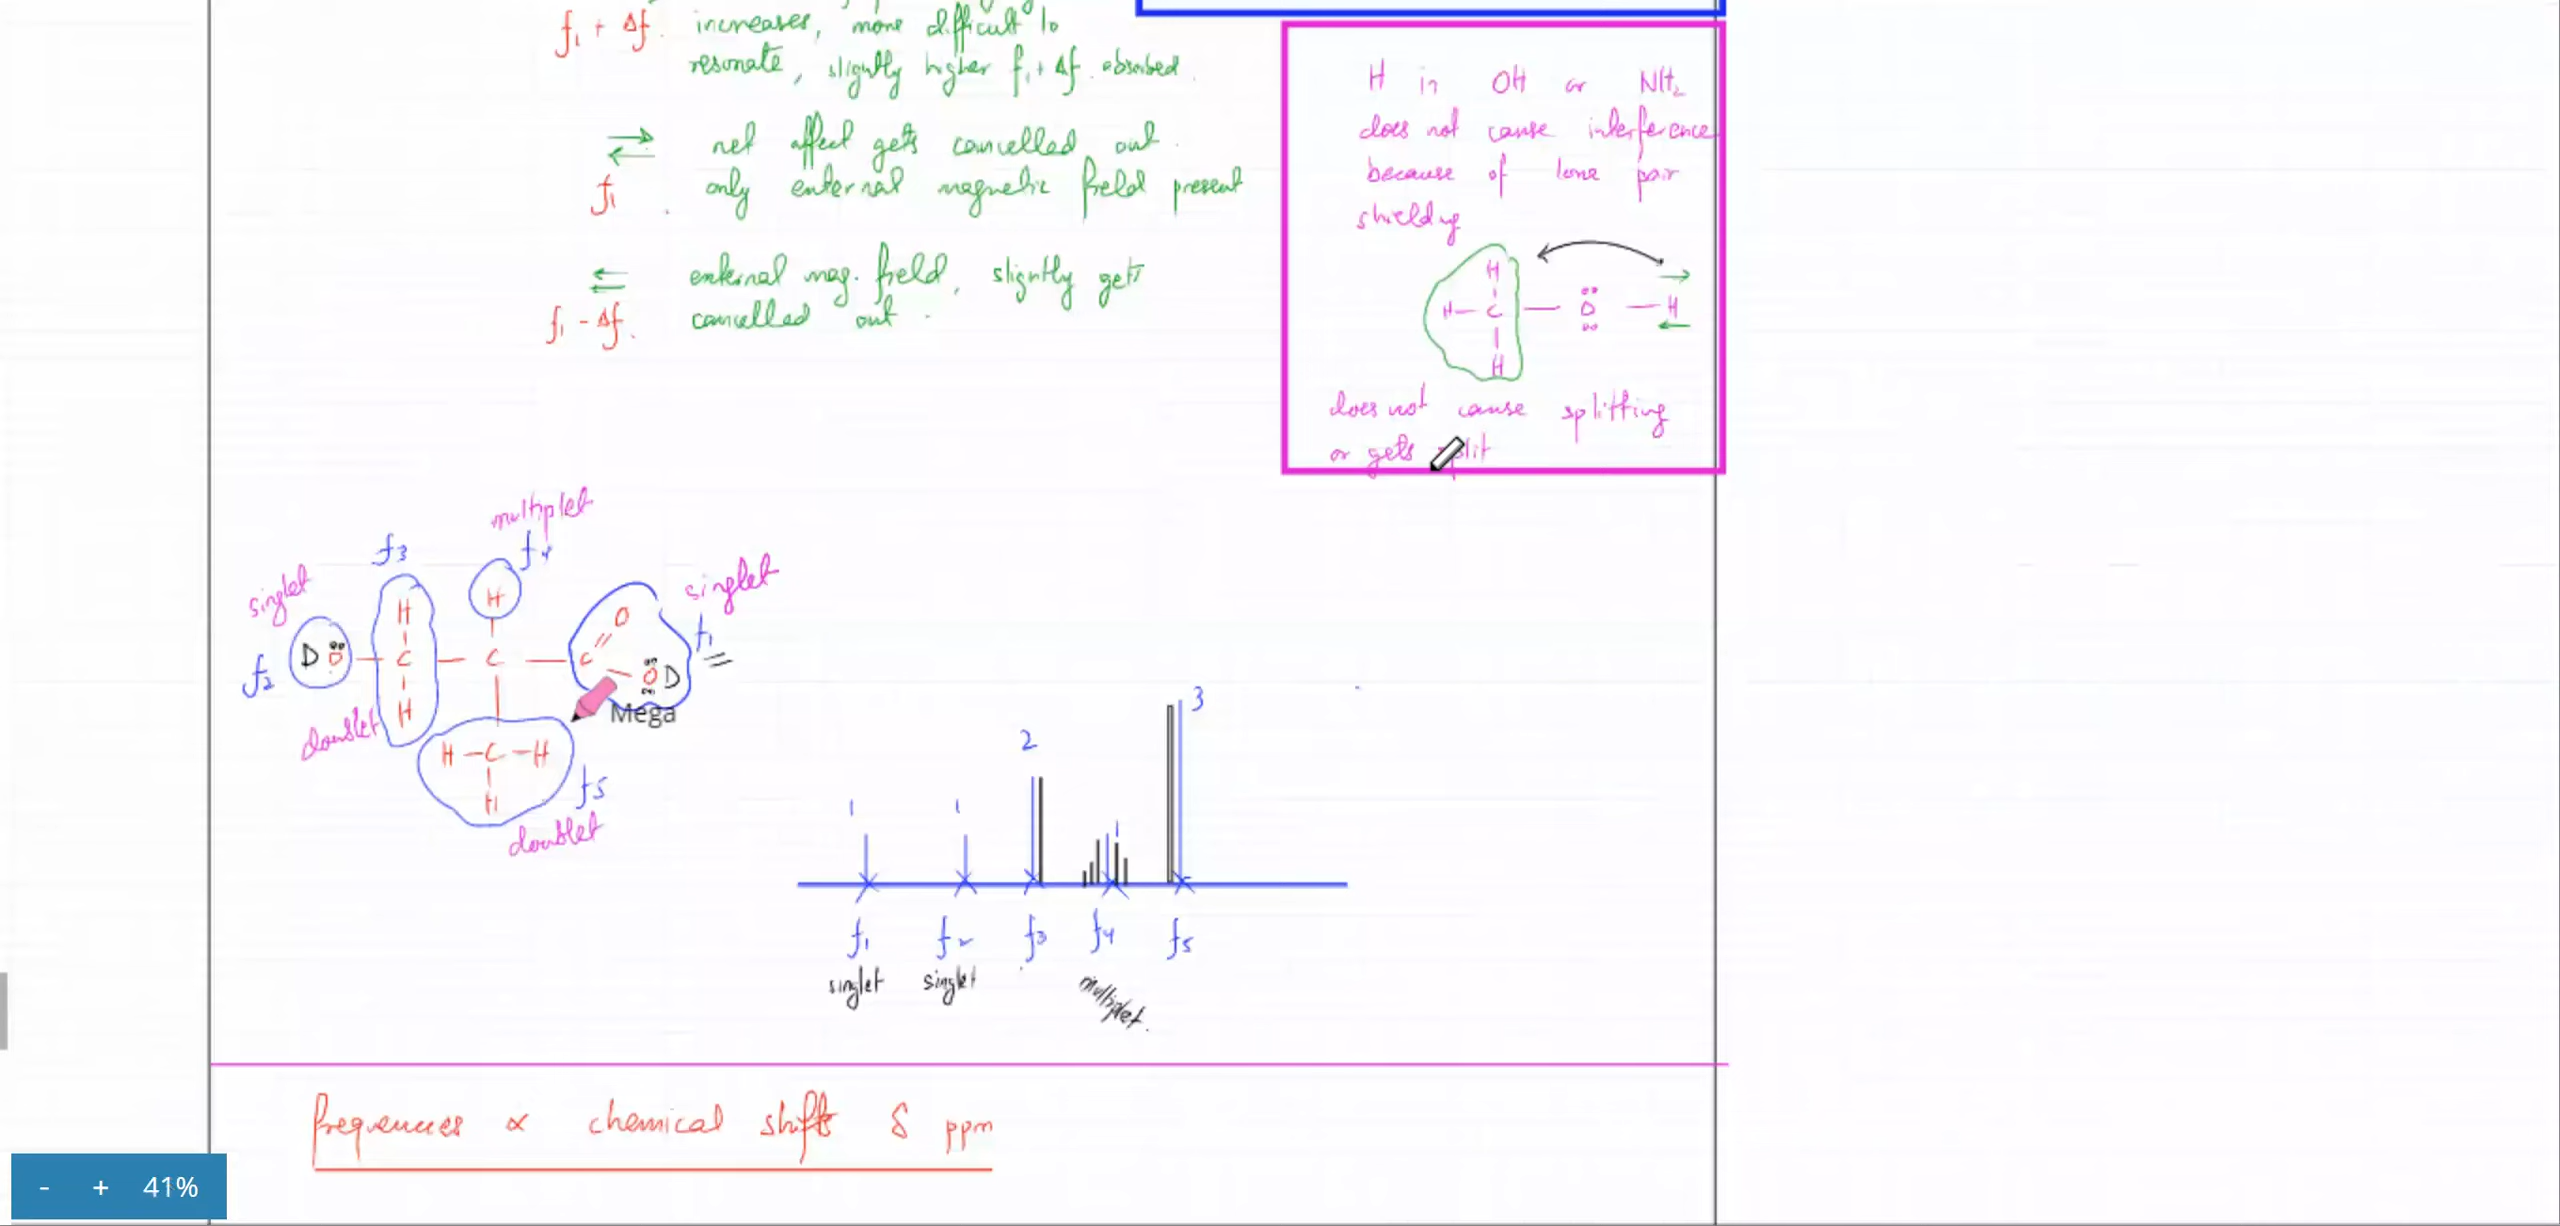 f₁ + Δf. increases, more difficult to
resonate, slightly higher f₁ + Δf. absorbed.
net affect gets cancelled out.
f₁ . only external magnetic field present
external mag. field, slightly gets
f₁ - Δf. cancelled out.
H in OH or NH₂
does not cause interference
because of lone pair
shielding
H
H - C - O - H
H
does not cause splitting
or gets split
multiplet
f₃ f₄
singlet singlet
H H O f₁
f₂ D O C C C O D
H
doublet
Mega
H - C - H
H f5
doublet
1 1 2 1 3
f₁ f₂ f3 f4 f5
singlet singlet multiplet.
frequences ∝ chemical shifts δ ppm
- + 41%